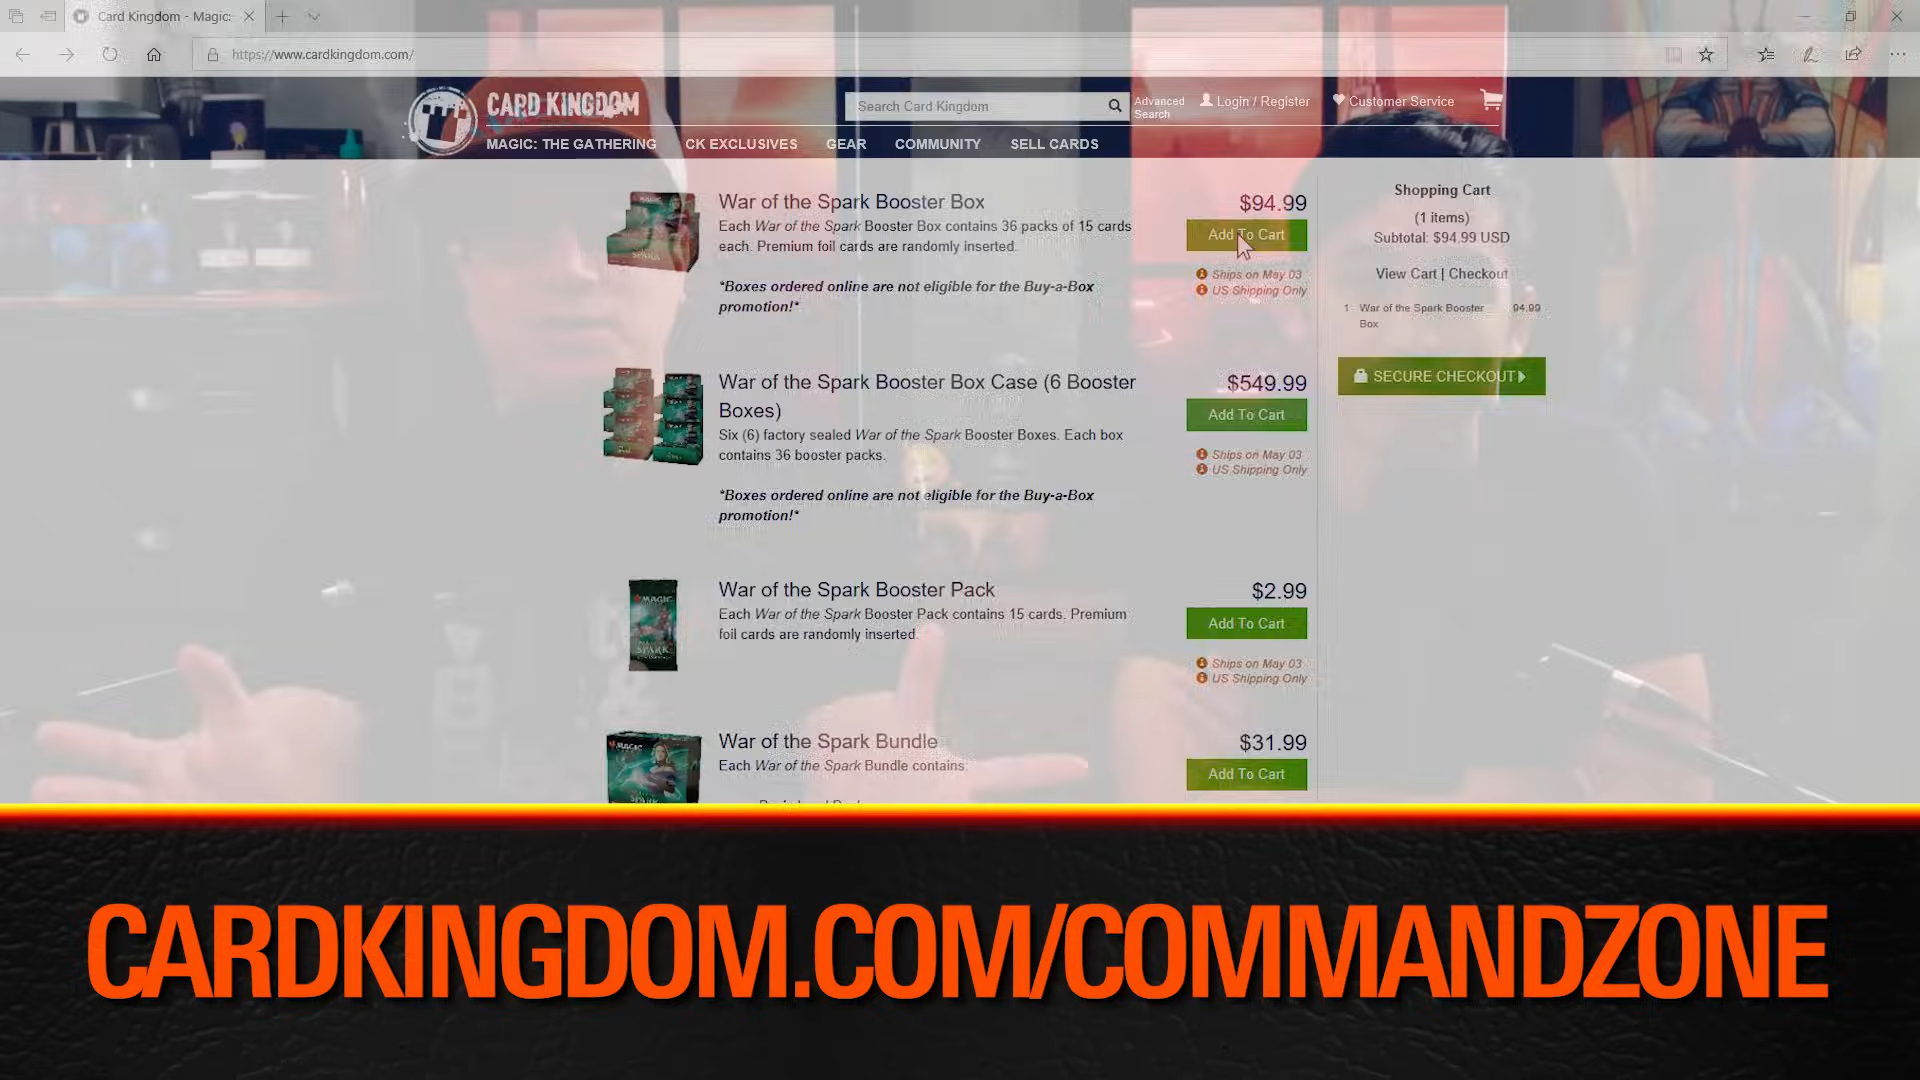 Card Kingdom - Magic:
https://www.cardkingdom.com/
CARD KINGDOM
Search Card Kingdom
Advanced
Search
Login / Register
Customer Service
MAGIC: THE GATHERING
CK EXCLUSIVES
GEAR
COMMUNITY
SELL CARDS
War of the Spark Booster Box
Each War of the Spark Booster Box contains 36 packs of 15 cards
each. Premium foil cards are randomly inserted.
*Boxes ordered online are not eligible for the Buy-a-Box
promotion!*
$94.99
Add To Cart
Ships on May 03
US Shipping Only
War of the Spark Booster Box Case (6 Booster
Boxes)
Six (6) factory sealed War of the Spark Booster Boxes. Each box
contains 36 booster packs.
*Boxes ordered online are not eligible for the Buy-a-Box
promotion!*
$549.99
Add To Cart
Ships on May 03
US Shipping Only
MAGIC
SPARK
War of the Spark Booster Pack
Each War of the Spark Booster Pack contains 15 cards. Premium
foil cards are randomly inserted.
$2.99
Add To Cart
Ships on May 03
US Shipping Only
MAGIC
SPARK
War of the Spark Bundle
Each War of the Spark Bundle contains:
$31.99
Add To Cart
Shopping Cart
(1 items)
Subtotal: $94.99 USD
View Cart | Checkout
1 War of the Spark Booster 94.99
Box
SECURE CHECKOUT
CARDKINGDOM.COM/COMMANDZONE